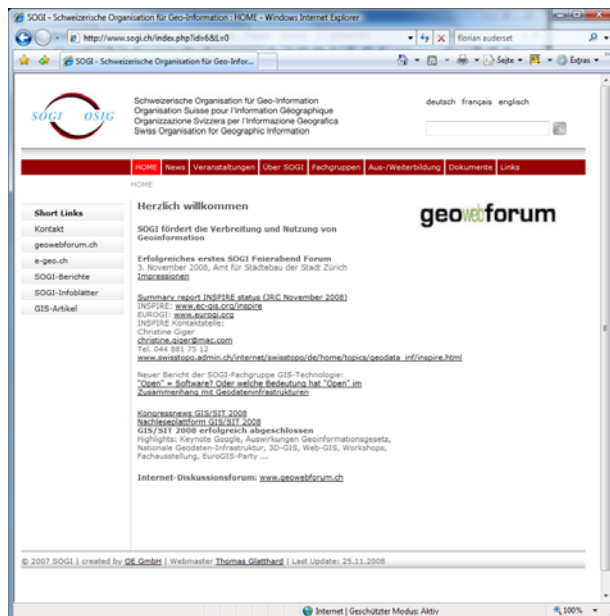 SOGI - Schweizerische Organisation für Geo-Information : HOME - Windows Internet Explorer
http://www.sogi.ch/index.php?id=6&L=0
florian auderset
SOGI - Schweizerische Organisation für Geo-Infor...
Seite
Extras
SOGI OSIG
Schweizerische Organisation für Geo-Information
Organisation Suisse pour l'Information Géographique
Organizzazione Svizzera per l'Informazione Geografica
Swiss Organisation for Geographic Information
deutsch français englisch
HOME News Veranstaltungen Über SOGI Fachgruppen Aus-/Weiterbildung Dokumente Links
HOME
Short Links
Kontakt
geowebforum.ch
e-geo.ch
SOGI-Berichte
SOGI-Infoblätter
GIS-Artikel
Herzlich willkommen
geowebforum
SOGI fördert die Verbreitung und Nutzung von
Geoinformation
Erfolgreiches erstes SOGI Feierabend Forum
3. November 2008, Amt für Städtebau der Stadt Zürich
Impressionen
Summary report INSPIRE status (JRC November 2008)
INSPIRE: www.ec-gis.org/inspire
EUROGI: www.eurogi.org
INSPIRE Kontaktstelle:
Christine Giger
christine.giger@mac.com
Tel. 044 881 75 12
www.swisstopo.admin.ch/internet/swisstopo/de/home/topics/geodata_inf/inspire.html
Neuer Bericht der SOGI-Fachgruppe GIS-Technologie:
"Open" = Software? Oder welche Bedeutung hat "Open" im
Zusammenhang mit Geodateninfrastrukturen
Kongressnews GIS/SIT 2008
Nachleseplattform GIS/SIT 2008
GIS/SIT 2008 erfolgreich abgeschlossen
Highlights: Keynote Google, Auswirkungen Geoinformationsgesetz,
Nationale Geodaten-Infrastruktur, 3D-GIS, Web-GIS, Workshops,
Fachausstellung, EuroGIS-Party ...
Internet-Diskussionsforum: www.geowebforum.ch
© 2007 SOGI | created by OE GmbH | Webmaster Thomas Glatthard | Last Update: 25.11.2008
Internet | Geschützter Modus: Aktiv
100%